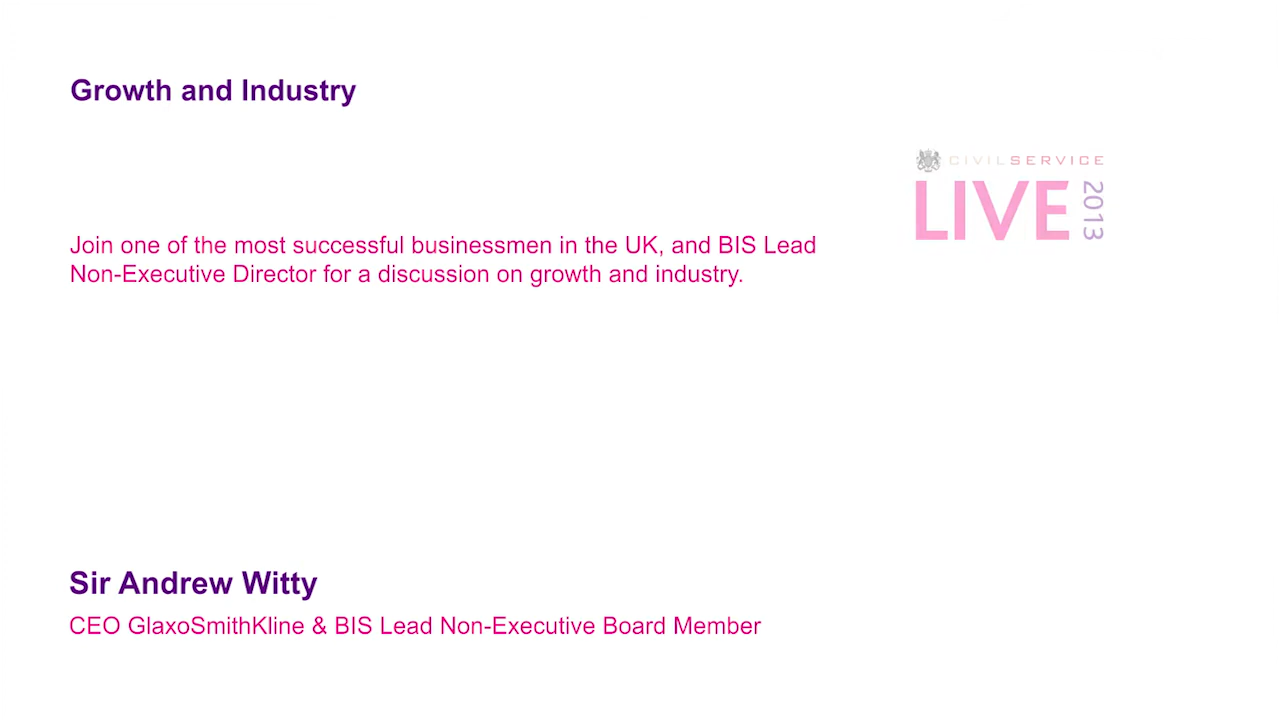 Growth and Industry
CIVILSERVICE
LIVE 2013
Join one of the most successful businessmen in the UK, and BIS Lead
Non-Executive Director for a discussion on growth and industry.
Sir Andrew Witty
CEO GlaxoSmithKline & BIS Lead Non-Executive Board Member